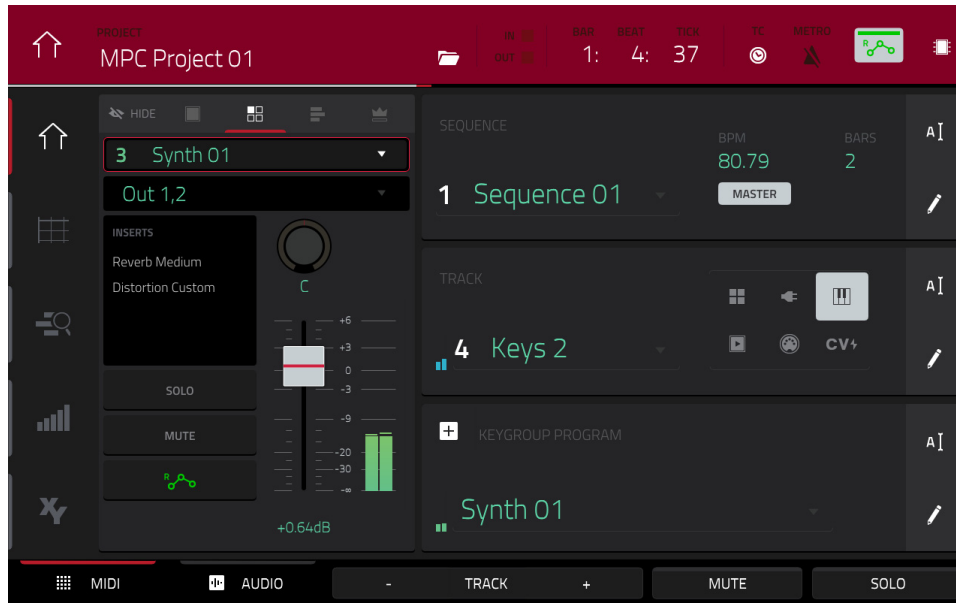 PROJECT
MPC Project 01
IN
OUT
BAR BEAT TICK
1: 4: 37
TC
METRO
R
HIDE
3 Synth 01
Out 1,2
INSERTS
Reverb Medium
Distortion Custom
C
+6
+3
0
-3
-9
-20
-30
-∞
SOLO
MUTE
R
+0.64dB
XY
SEQUENCE
1 Sequence 01
BPM
80.79
BARS
2
MASTER
A
TRACK
4 Keys 2
CV
A
KEYGROUP PROGRAM
Synth 01
A
MIDI
AUDIO
- TRACK +
MUTE
SOLO